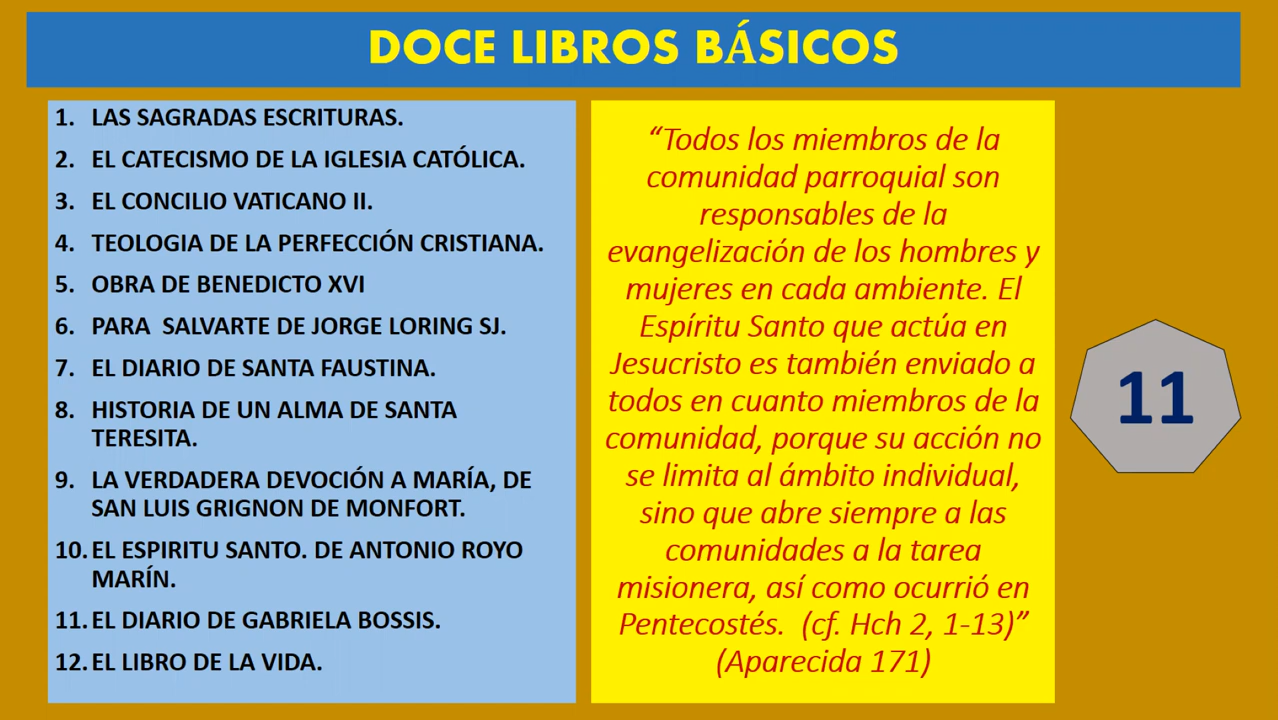 DOCE LIBROS BÁSICOS
1. LAS SAGRADAS ESCRITURAS.
2. EL CATECISMO DE LA IGLESIA CATÓLICA.
3. EL CONCILIO VATICANO II.
4. TEOLOGIA DE LA PERFECCIÓN CRISTIANA.
5. OBRA DE BENEDICTO XVI
6. PARA SALVARTE DE JORGE LORING SJ.
7. EL DIARIO DE SANTA FAUSTINA.
8. HISTORIA DE UN ALMA DE SANTA
TERESITA.
9. LA VERDADERA DEVOCIÓN A MARÍA, DE
SAN LUIS GRIGNON DE MONFORT.
10. EL ESPIRITU SANTO. DE ANTONIO ROYO
MARÍN.
11. EL DIARIO DE GABRIELA BOSSIS.
12. EL LIBRO DE LA VIDA.
“Todos los miembros de la
comunidad parroquial son
responsables de la
evangelización de los hombres y
mujeres en cada ambiente. El
Espíritu Santo que actúa en
Jesucristo es también enviado a
todos en cuanto miembros de la
comunidad, porque su acción no
se limita al ámbito individual,
sino que abre siempre a las
comunidades a la tarea
misionera, así como ocurrió en
Pentecostés. (cf. Hch 2, 1-13)”
(Aparecida 171)
11